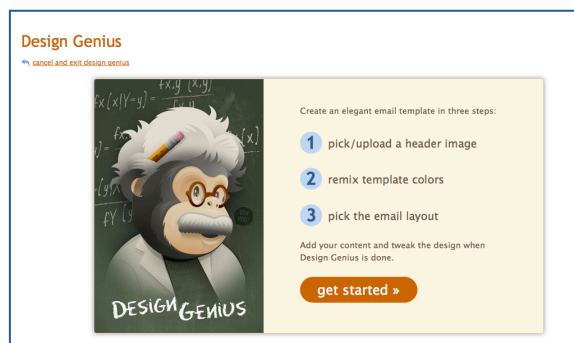 Design Genius
cancel and exit design genius
Create an elegant email template in three steps:
1 pick/upload a header image
2 remix template colors
3 pick the email layout
Add your content and tweak the design when
Design Genius is done.
get started »
DESIGN GENIUS